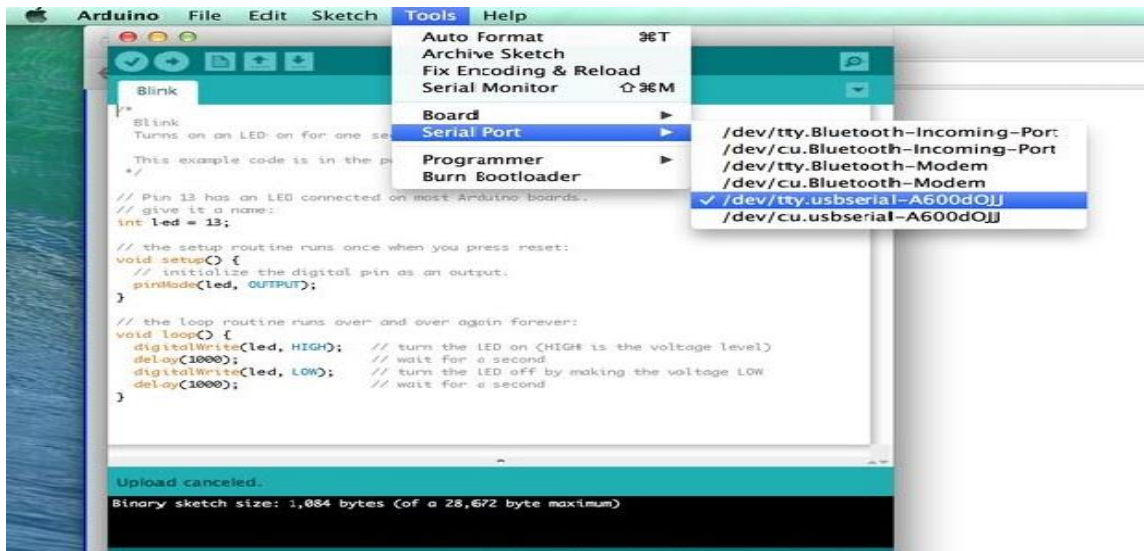 Arduino File Edit Sketch Tools Help
Auto Format ⌘T
Archive Sketch
Fix Encoding & Reload
Serial Monitor ⇧⌘M
Board
Serial Port
Programmer
Burn Bootloader
/dev/tty.Bluetooth-Incoming-Port
/dev/cu.Bluetooth-Incoming-Port
/dev/tty.Bluetooth-Modem
/dev/cu.Bluetooth-Modem
✓ /dev/tty.usbserial-A600dOJJ
/dev/cu.usbserial-A600dOJJ
Blink
/*
Blink
Turns on an LED on for one
This example code is in the
*/
// Pin 13 has an LED connected on most Arduino boards.
// give it a name:
int led = 13;
// the setup routine runs once when you press reset:
void setup() {
// initialize the digital pin as an output.
pinMode(led, OUTPUT);
}
// the loop routine runs over and over again forever:
void loop() {
digitalWrite(led, HIGH); // turn the LED on (HIGH is the voltage level)
delay(1000); // wait for a second
digitalWrite(led, LOW); // turn the LED off by making the voltage LOW
delay(1000); // wait for a second
}
Upload canceled.
Binary sketch size: 1,084 bytes (of a 28,672 byte maximum)